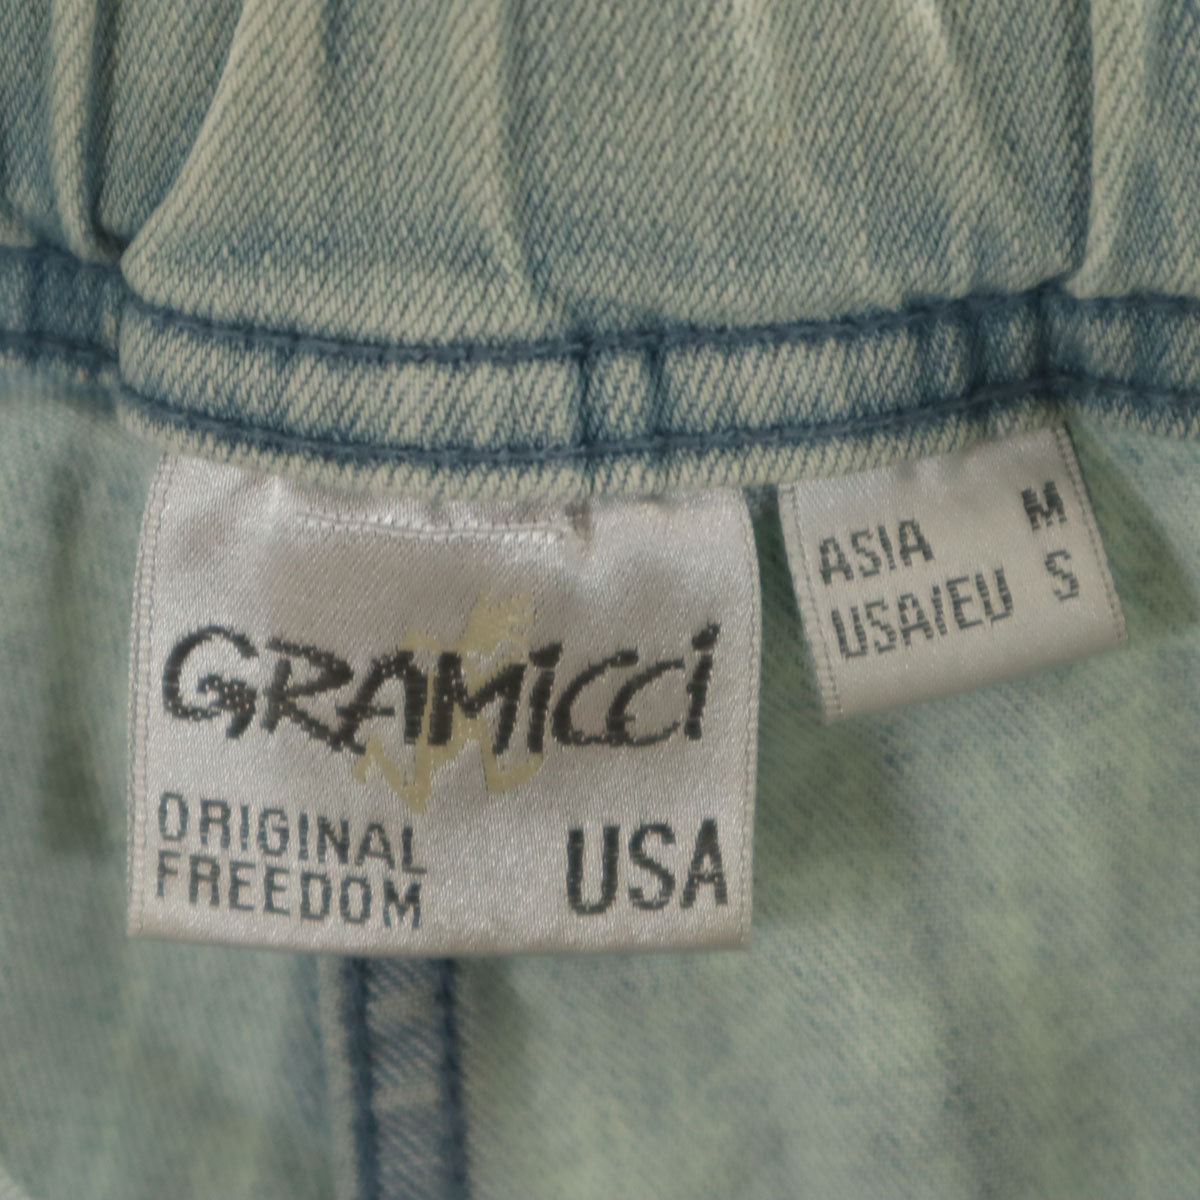 GRAMICCI
ORIGINAL
FREEDOM
USA
ASIA M
USA/EU S